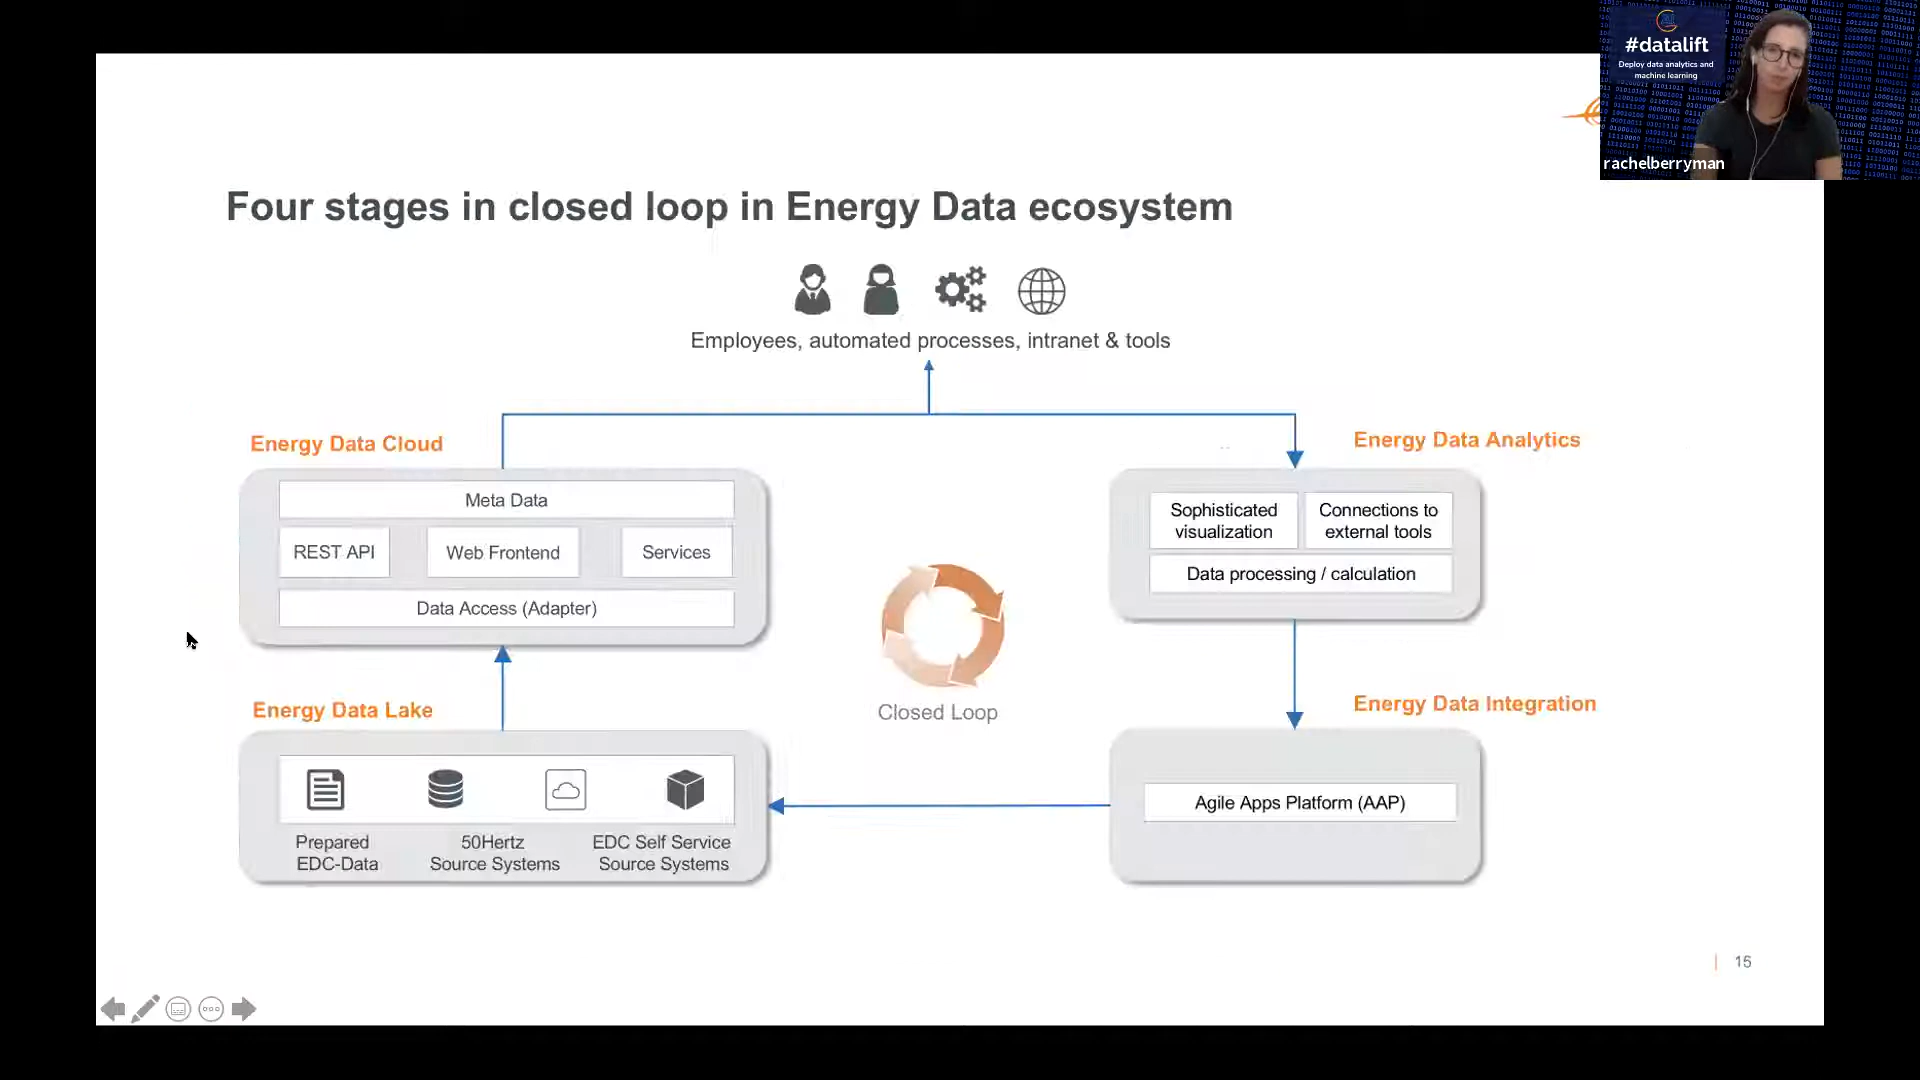 #datalift
Deploy data analytics and
machine learning
rachelberryman
Four stages in closed loop in Energy Data ecosystem
Employees, automated processes, intranet & tools
Energy Data Cloud
Meta Data
REST API
Web Frontend
Services
Data Access (Adapter)
Energy Data Analytics
Sophisticated
visualization
Connections to
external tools
Data processing / calculation
Closed Loop
Energy Data Lake
Prepared
EDC-Data
50Hertz
Source Systems
EDC Self Service
Source Systems
Energy Data Integration
Agile Apps Platform (AAP)
15